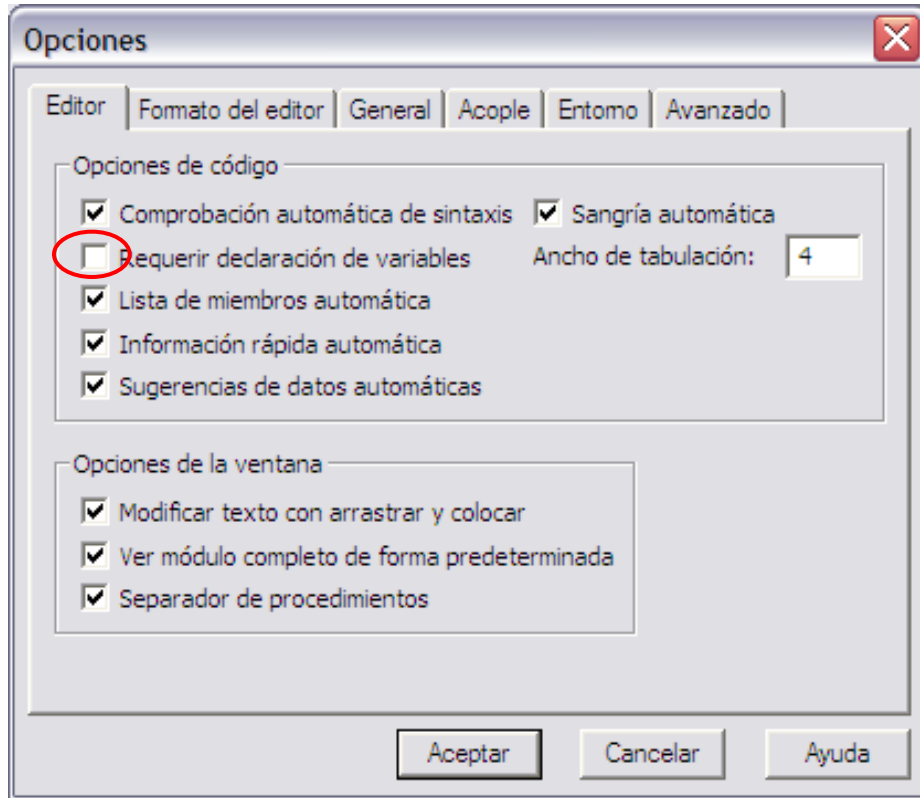 Opciones
Editor Formato del editor General Acople Entorno Avanzado
Opciones de código
Comprobación automática de sintaxis Sangría automática
Requerir declaración de variables Ancho de tabulación: 4
Lista de miembros automática
Información rápida automática
Sugerencias de datos automáticas
Opciones de la ventana
Modificar texto con arrastrar y colocar
Ver módulo completo de forma predeterminada
Separador de procedimientos
Aceptar Cancelar Ayuda